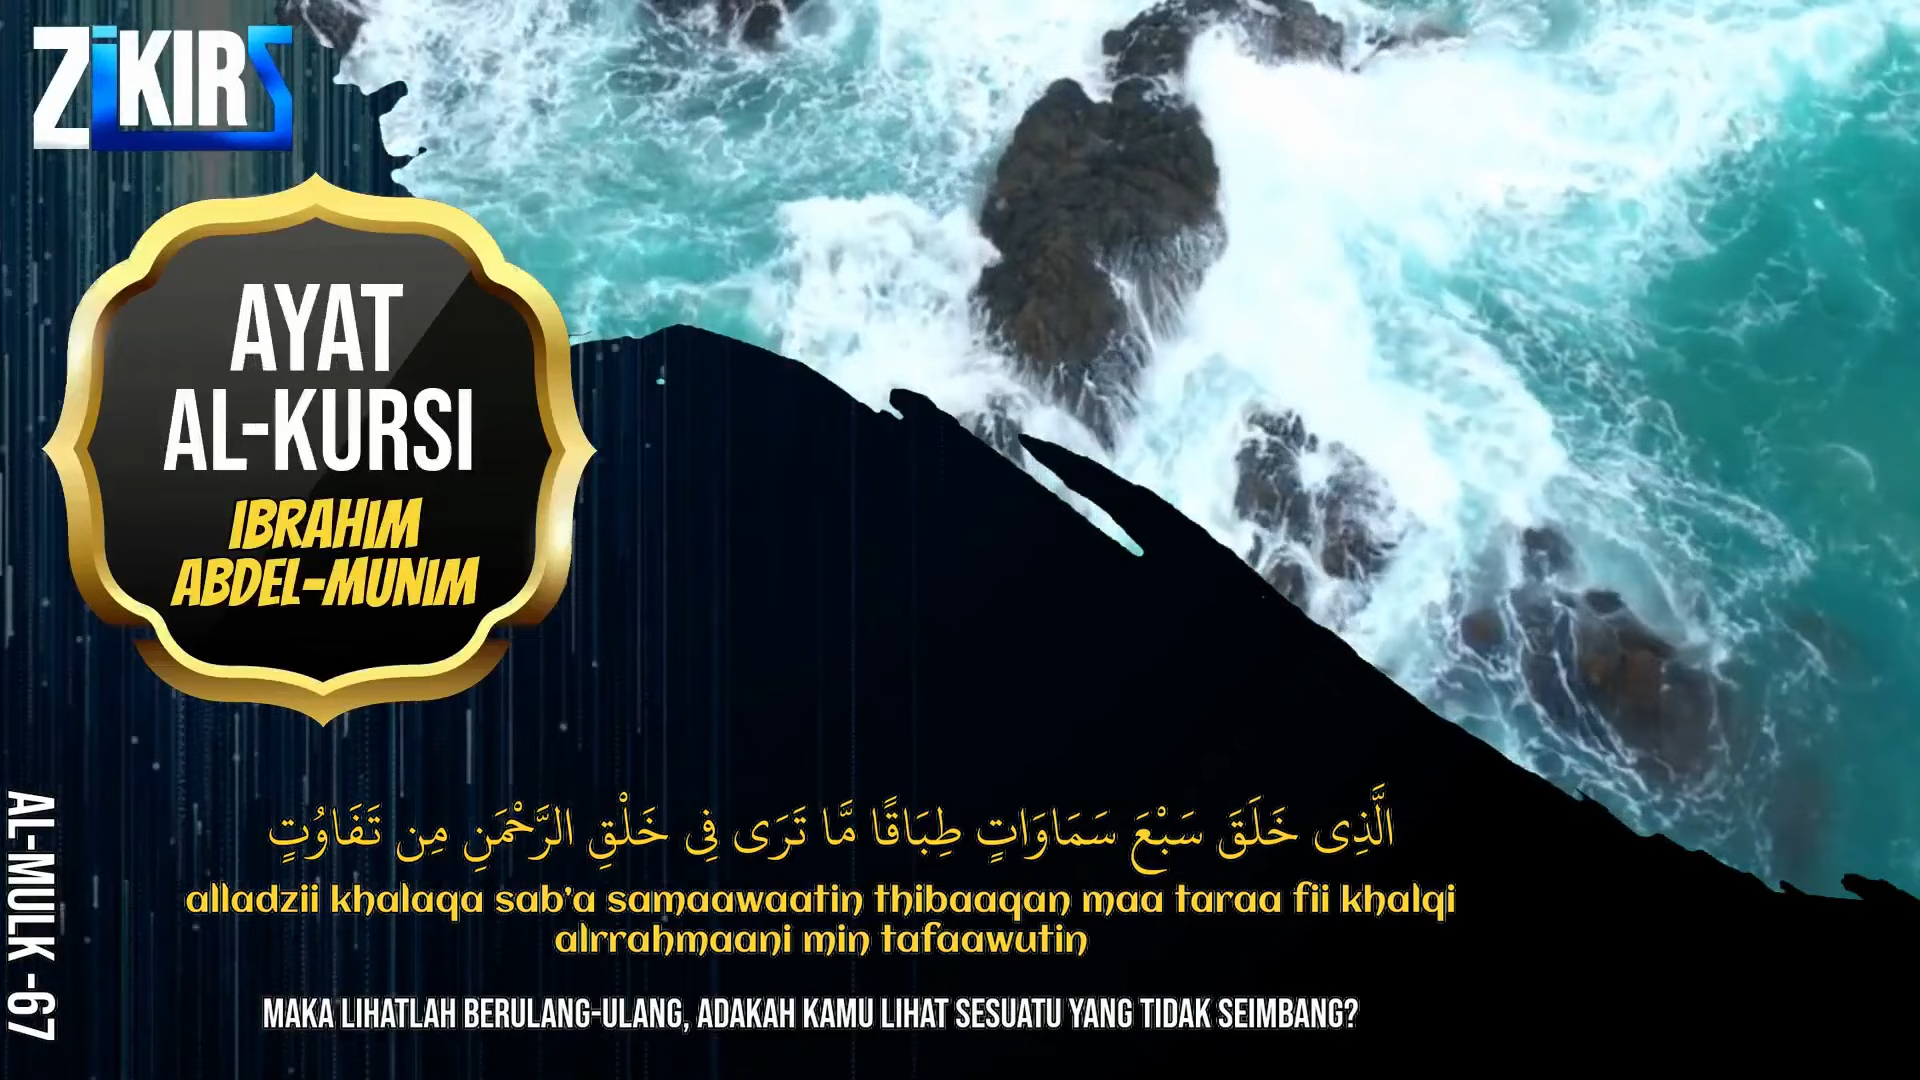 ZIKIRS
AYAT
AL-KURSI
IBRAHIM
ABDEL-MUNIM
AL-MULK -67
الَّذِى خَلَقَ سَبْعَ سَمَاوَاتٍ طِبَاقًا مَّا تَرَى فِى خَلْقِ الرَّحْمَنِ مِن تَفَاوُتٍ
alladzii khalaqa sab'a samaawaatin thibaaqan maa taraa fii khalqi
alrrahmaani min tafaawutin
MAKA LIHATLAH BERULANG-ULANG, ADAKAH KAMU LIHAT SESUATU YANG TIDAK SEIMBANG?